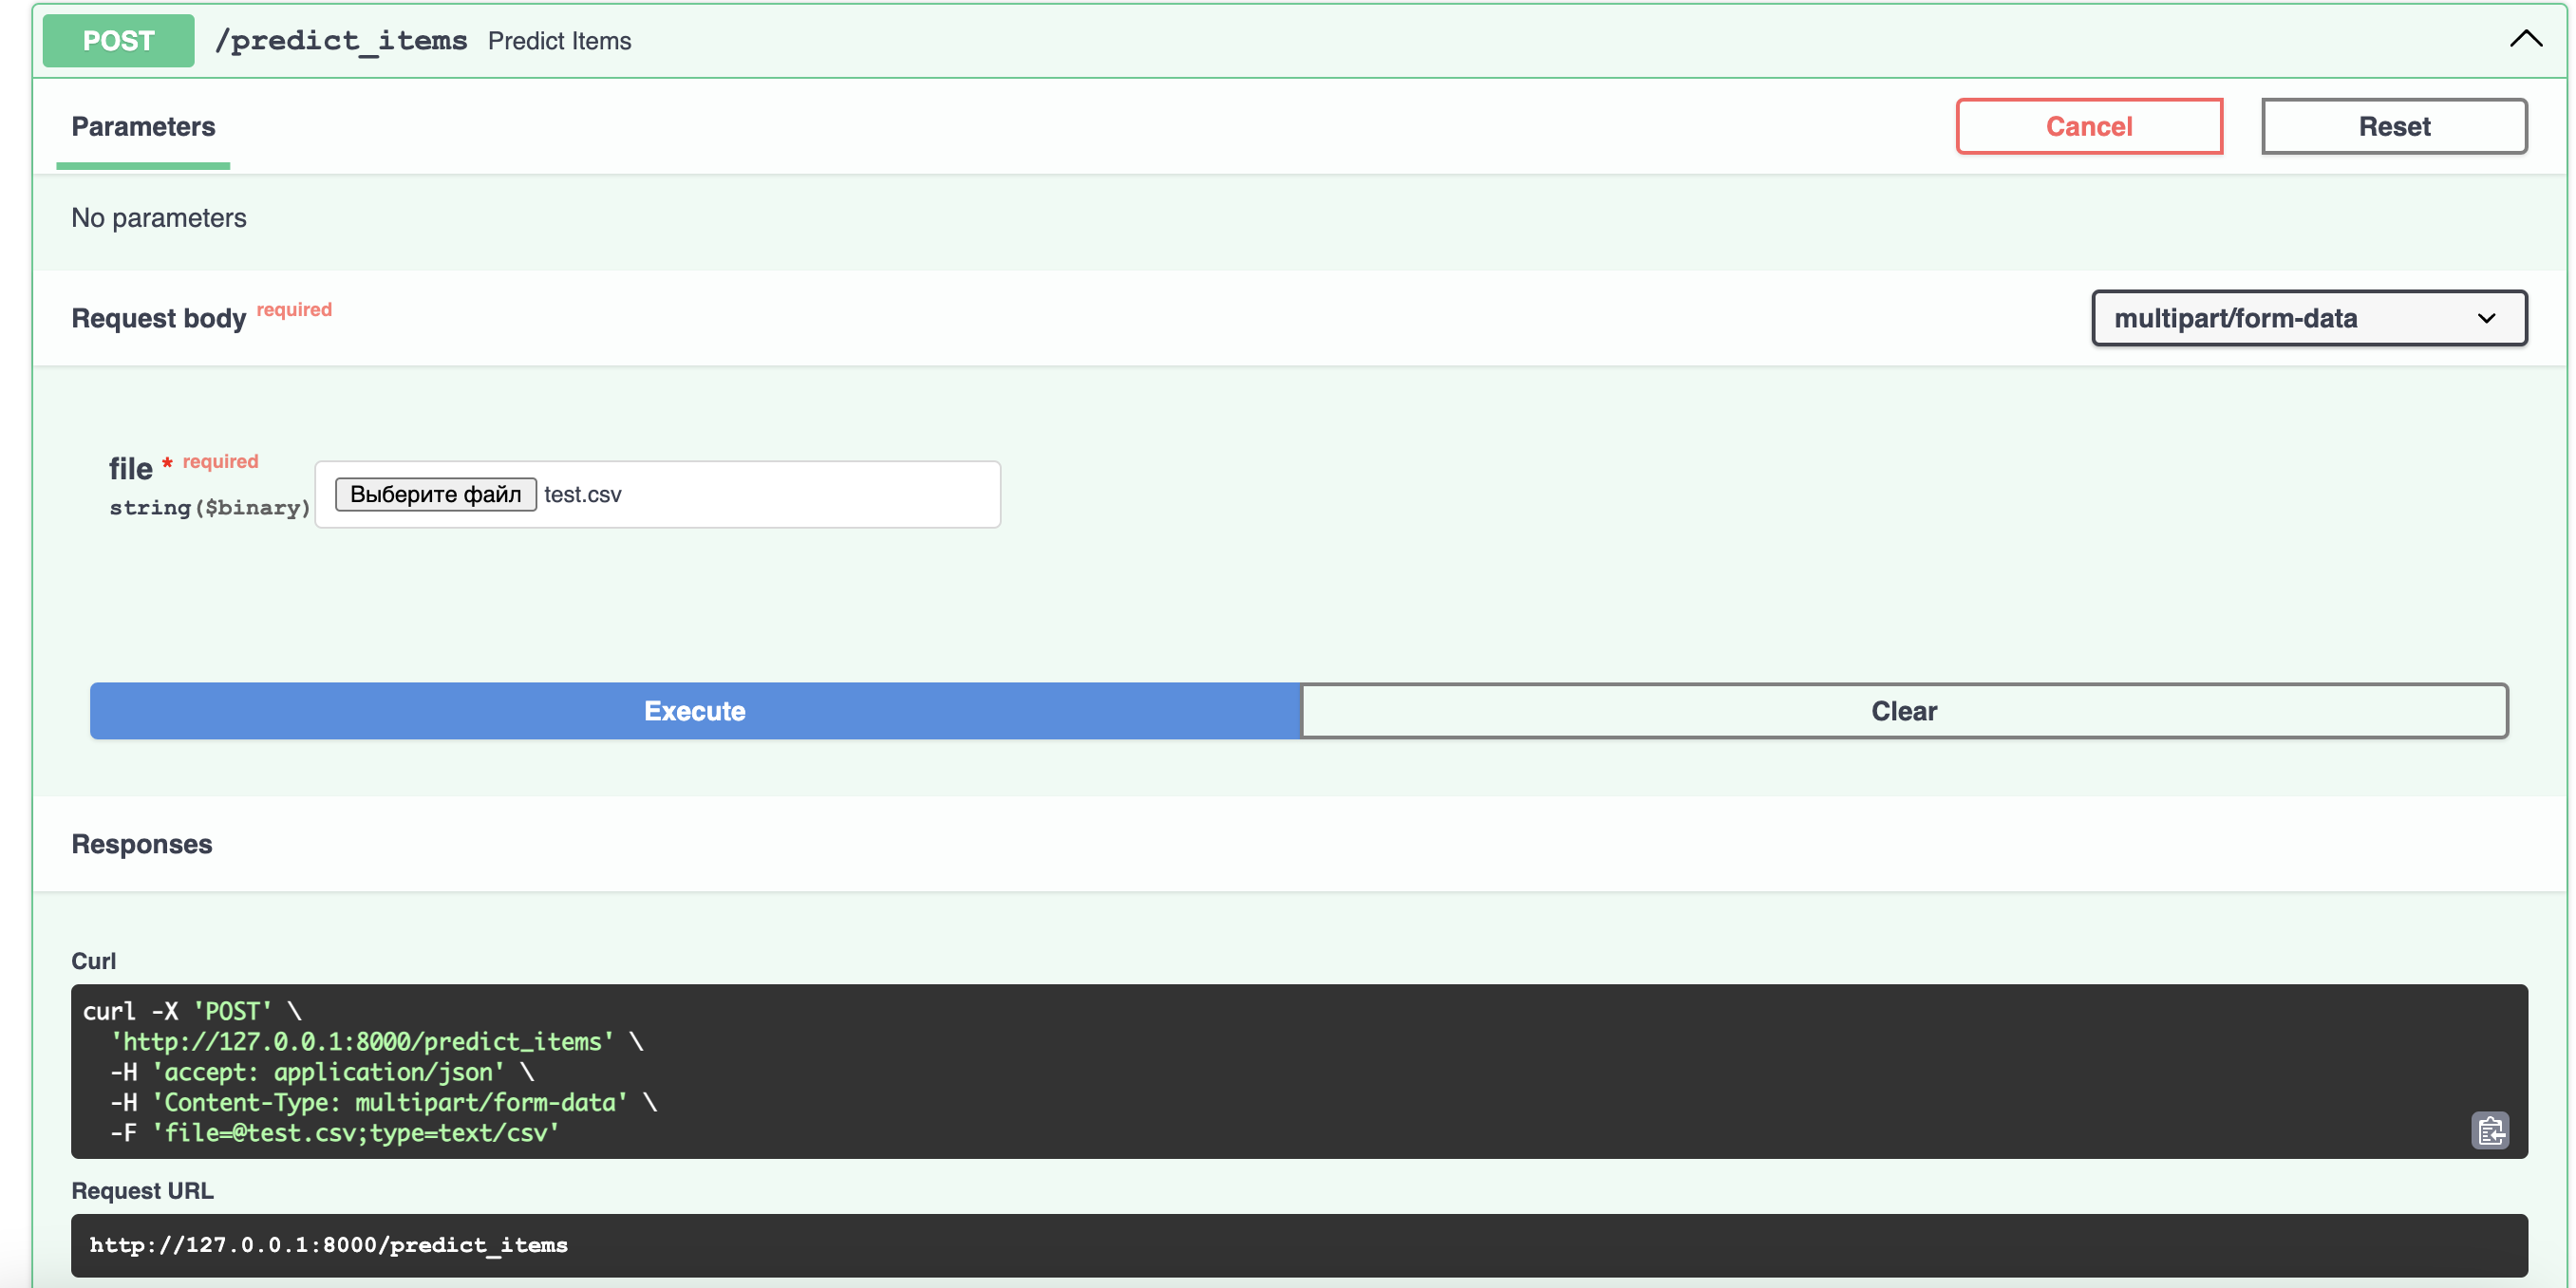 POST /predict_items Predict Items
Parameters
Cancel
Reset
No parameters
Request body required
multipart/form-data
file * required
string($binary)
Выберите файл test.csv
Execute
Clear
Responses
Curl
curl -X 'POST' \
  'http://127.0.0.1:8000/predict_items' \
  -H 'accept: application/json' \
  -H 'Content-Type: multipart/form-data' \
  -F 'file=@test.csv;type=text/csv'
Request URL
http://127.0.0.1:8000/predict_items